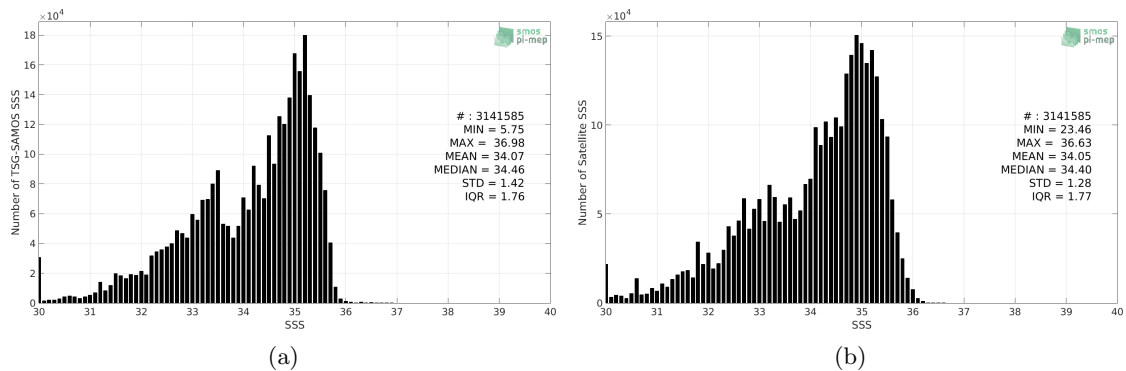 ×10⁴
18
16
14
12
10
8
6
4
2
0
Number of TSG-SAMOS SSS
30 31 32 33 34 35 36 37 38 39 40
SSS
smos
pi-mep
# : 3141585
MIN = 5.75
MAX = 36.98
MEAN = 34.07
MEDIAN = 34.46
STD = 1.42
IQR = 1.76
(a)
×10⁴
15
10
5
0
Number of Satellite SSS
30 31 32 33 34 35 36 37 38 39 40
SSS
smos
pi-mep
# : 3141585
MIN = 23.46
MAX = 36.63
MEAN = 34.05
MEDIAN = 34.40
STD = 1.28
IQR = 1.77
(b)